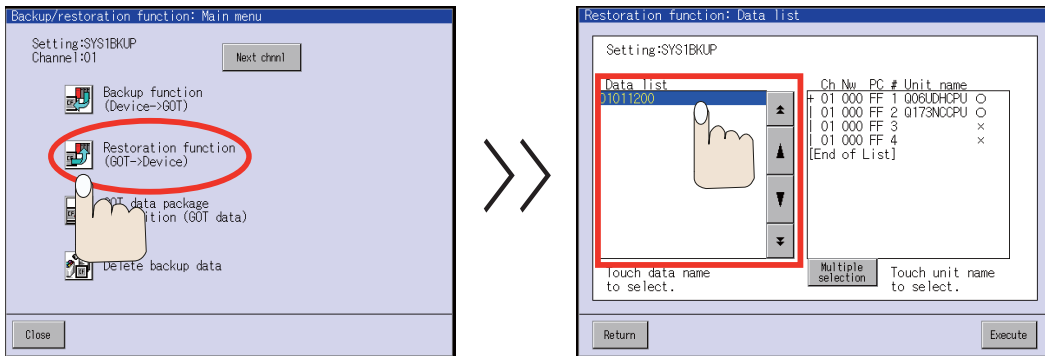 Backup/restoration function: Main menu
Setting:SYS1BKUP
Channel:01
Next chnnl
Backup function
(Device->GOT)
Restoration function
(GOT->Device)
data package
(GOT data)
Delete backup data
Close
Restoration function: Data list
Setting:SYS1BKUP
Data list
01011200
Ch Nw PC # Unit name
+ 01 000 FF 1 Q06UDHCPU ○
| 01 000 FF 2 Q173NCCPU ○
| 01 000 FF 3 ×
| 01 000 FF 4 ×
[End of List]
Touch data name
to select.
Multiple
selection
Touch unit name
to select.
Return
Execute